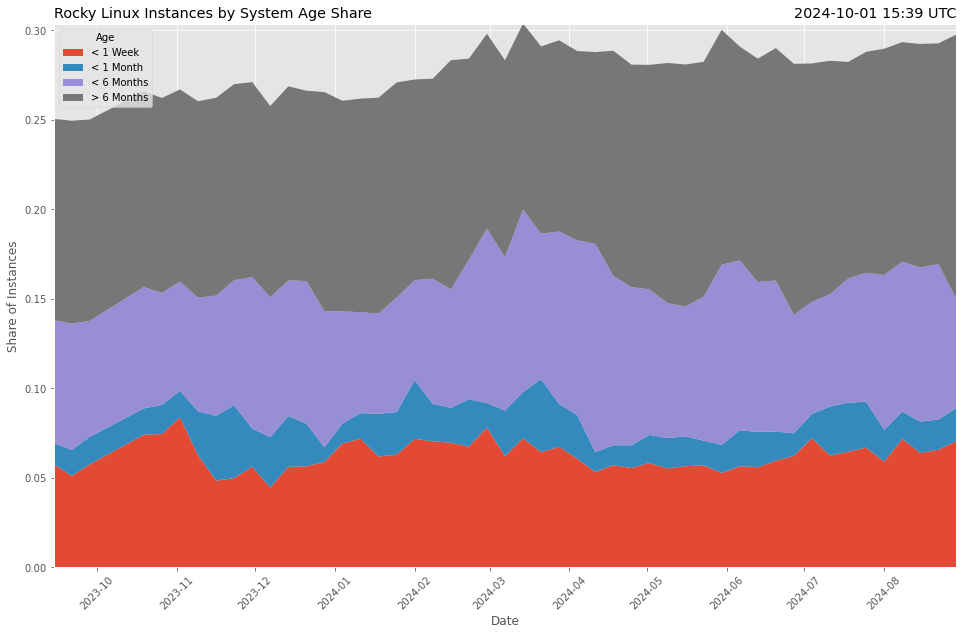 Rocky Linux Instances by System Age Share
2024-10-01 15:39 UTC
Age
< 1 Week
< 1 Month
< 6 Months
> 6 Months
Share of Instances
0.30
0.25
0.20
0.15
0.10
0.05
0.00
2023-10
2023-11
2023-12
2024-01
2024-02
2024-03
2024-04
2024-05
2024-06
2024-07
2024-08
Date